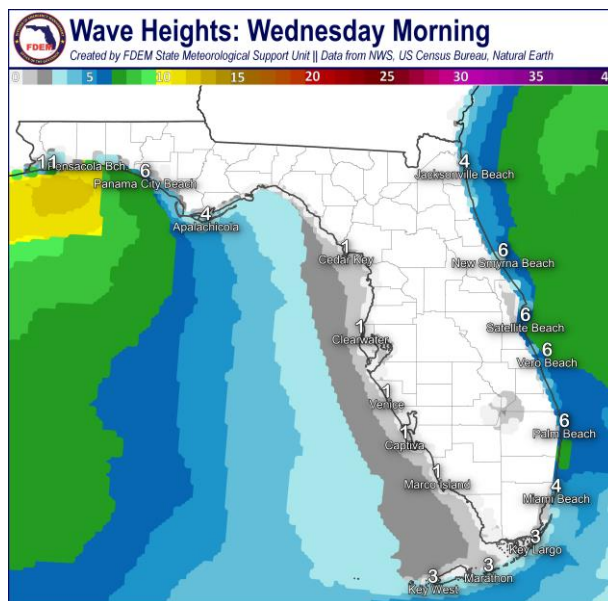 FDEM
Wave Heights: Wednesday Morning
Created by FDEM State Meteorological Support Unit || Data from NWS, US Census Bureau, Natural Earth
0 5 10 15 20 25 30 35 4
11
Pensacola Bch
6
Panama City Beach
4
Apalachicola
4
Jacksonville Beach
1
Cedar Key
6
New Smyrna Beach
1
Clearwater
6
Satellite Beach
6
Vero Beach
1
Venice
1
Captiva
6
Palm Beach
1
Marco Island
4
Miami Beach
3
Key Largo
3
Marathon
3
Key West